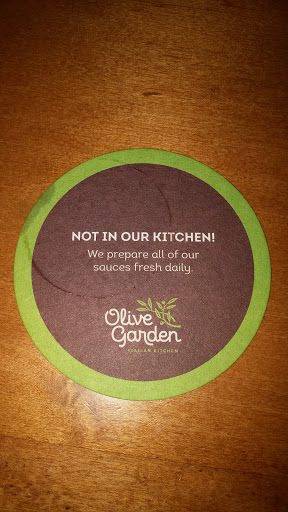 NOT IN OUR KITCHEN!
We prepare all of our
sauces fresh daily.
Olive
Garden
ITALIAN KITCHEN